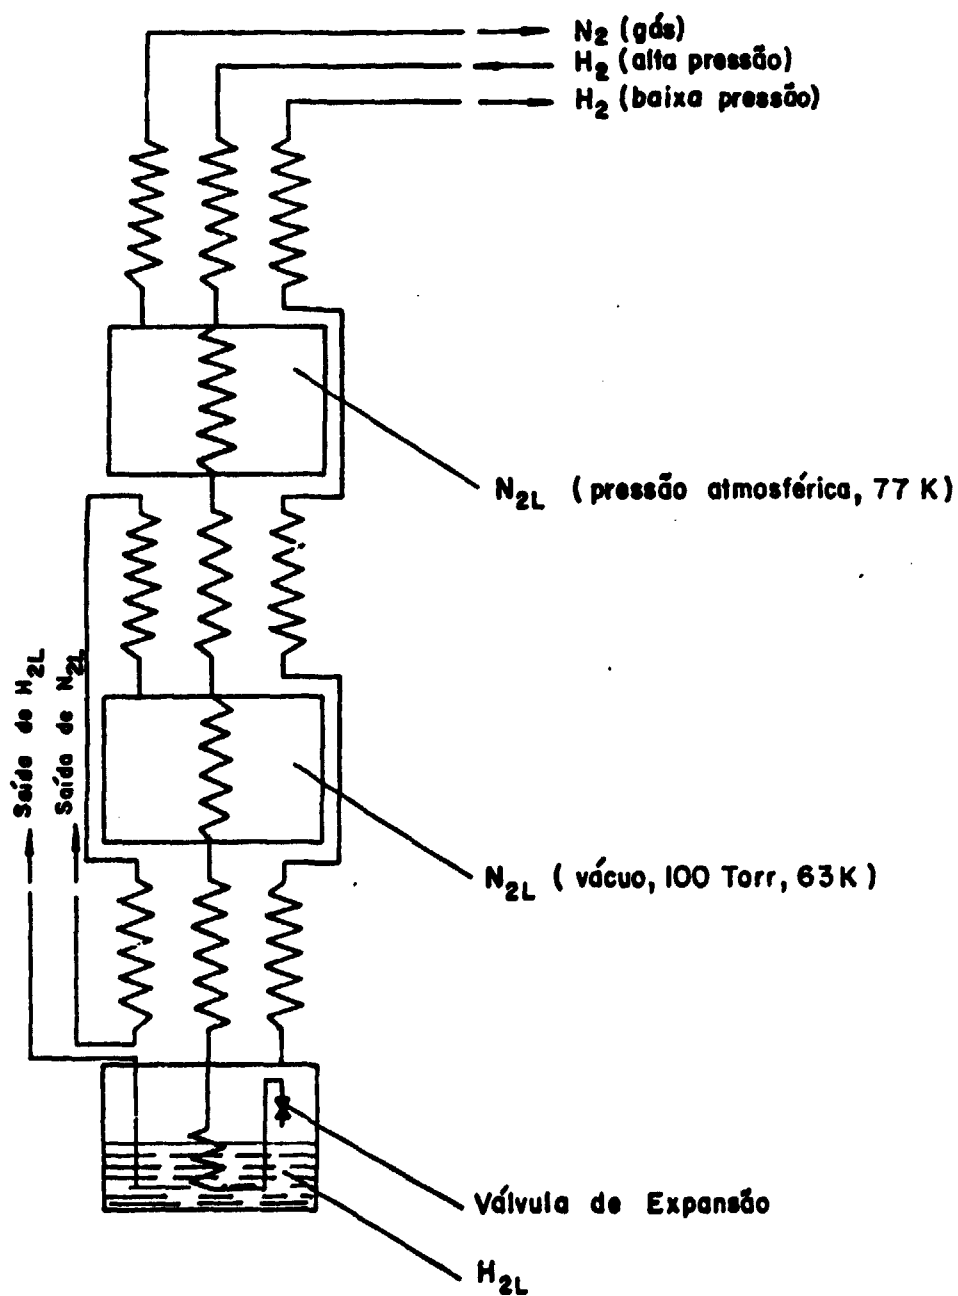 N2 (gás)
H2 (alta pressão)
H2 (baixa pressão)
N2L (pressão atmosférica, 77 K)
Saída de H2L
Saída de N2L
N2L (vácuo, 100 Torr, 63K)
Válvula de Expansão
H2L